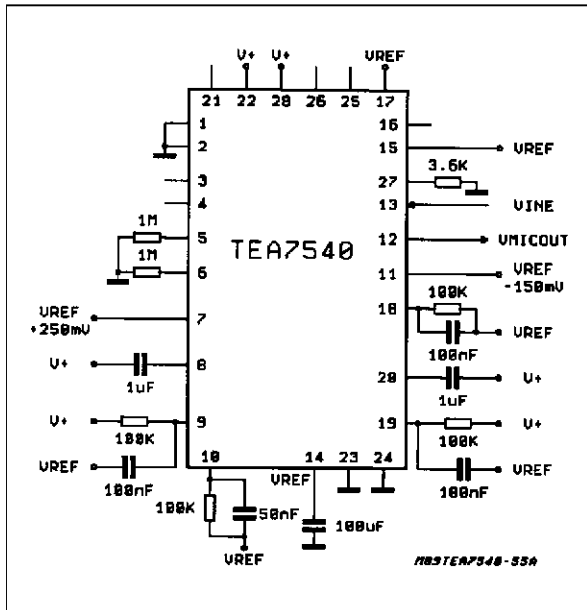 V+ V+ VREF
21 22 28 26 25 17
1 16
2 15 VREF
3 27 3.6K
4 13 VINE
1M 5 TEA7540 12 VMICOUT
1M 6 11 VREF
-150mV
VREF
+250mV 7 18 100K
100nF VREF
V+ 1uF 8 20 1uF V+
V+ 100K 9 19 100K V+
VREF 100nF 10 14 23 24 100nF VREF
VREF
100K 50nF 100uF
VREF
M89TEA7540-55A